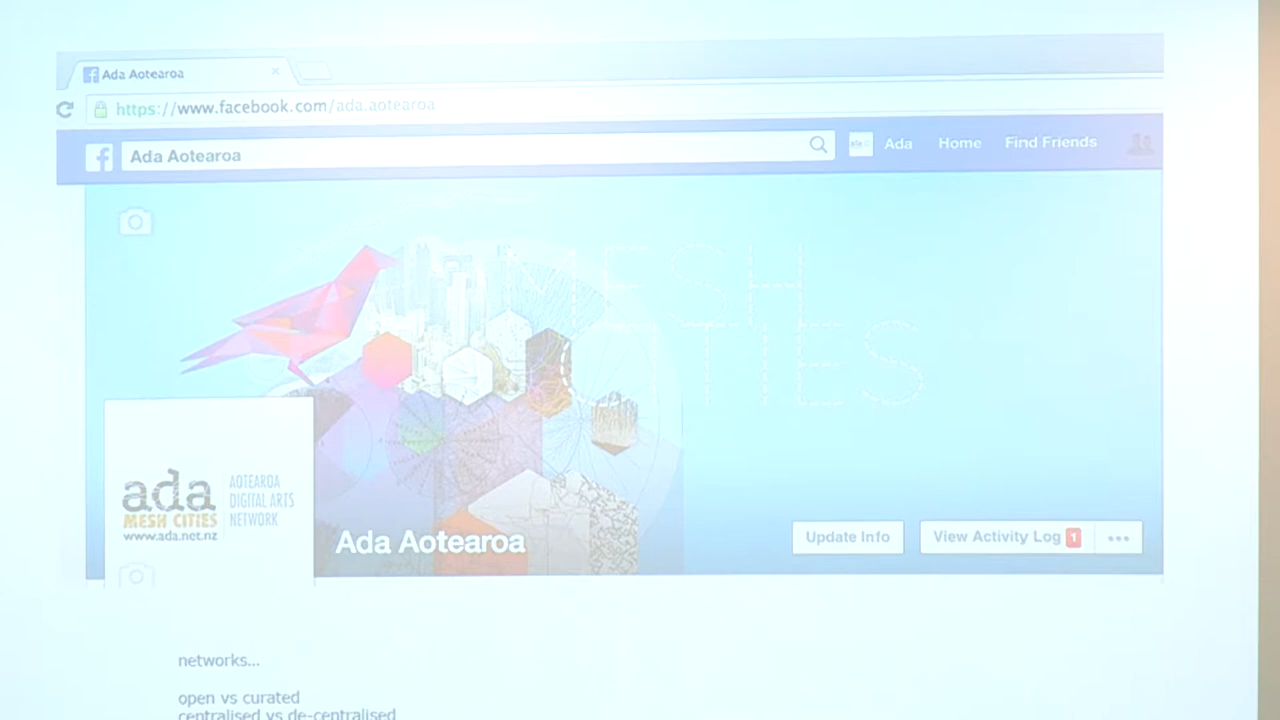 Ada Aotearoa
https://www.facebook.com/ada.aotearoa
Ada Aotearoa
Ada Home Find Friends
MESH
CITIES
ada
MESH CITIES
www.ada.net.nz
AOTEAROA
DIGITAL ARTS
NETWORK
Ada Aotearoa
Update Info
View Activity Log 1
networks...
open vs curated
centralised vs de-centralised